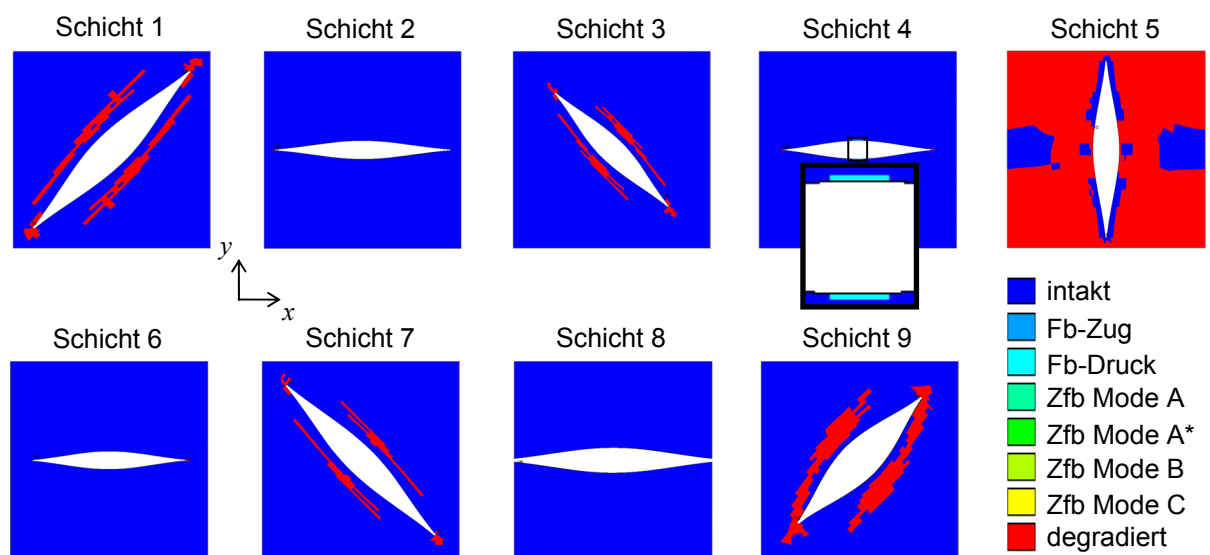 Schicht 1
Schicht 2
Schicht 3
Schicht 4
Schicht 5
y
x
Schicht 6
Schicht 7
Schicht 8
Schicht 9
intakt
Fb-Zug
Fb-Druck
Zfb Mode A
Zfb Mode A*
Zfb Mode B
Zfb Mode C
degradiert